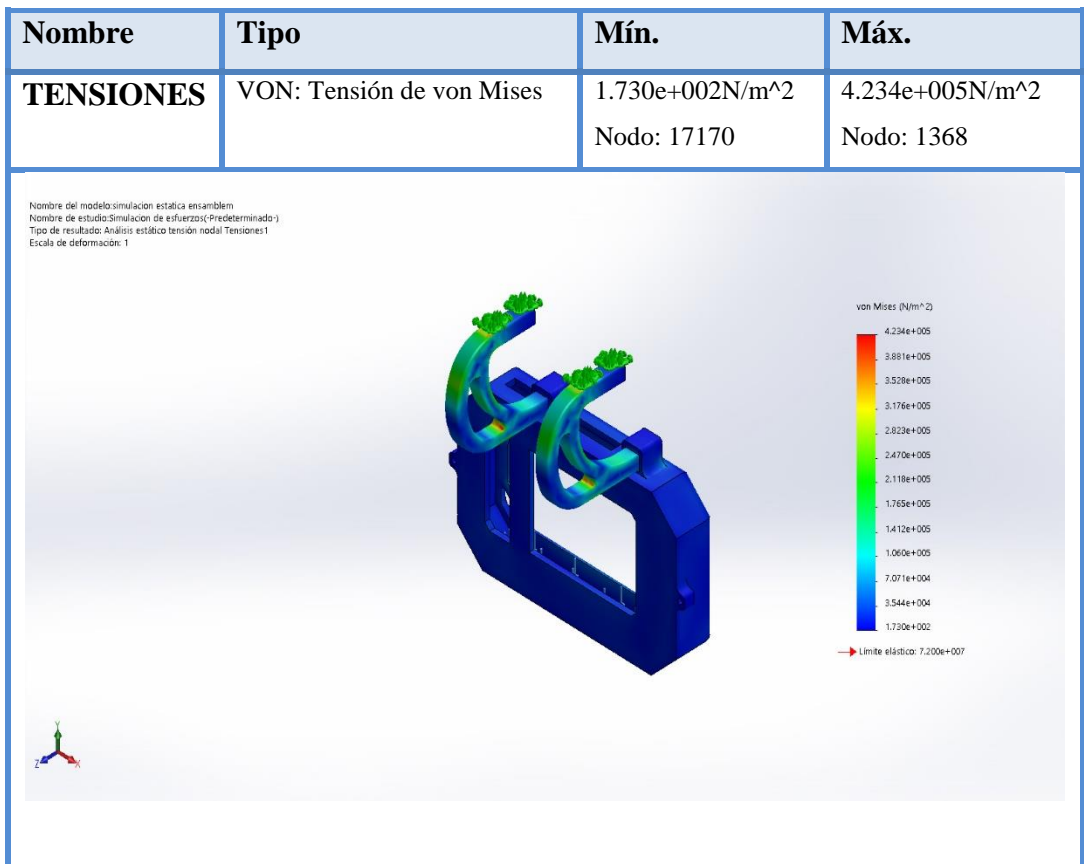 Nombre Tipo Mín. Máx.
TENSIONES VON: Tensión de von Mises 1.730e+002N/m^2 4.234e+005N/m^2
Nodo: 17170 Nodo: 1368
Nombre del modelo:simulacion estatica ensamblem
Nombre de estudio:Simulacion de esfuerzos(-Predeterminado-)
Tipo de resultado: Análisis estático tensión nodal Tensiones1
Escala de deformación: 1
von Mises (N/m^2)
4.234e+005
3.881e+005
3.528e+005
3.176e+005
2.823e+005
2.470e+005
2.118e+005
1.765e+005
1.412e+005
1.060e+005
7.071e+004
3.544e+004
1.730e+002
Límite elástico: 7.200e+007
Y
Z X